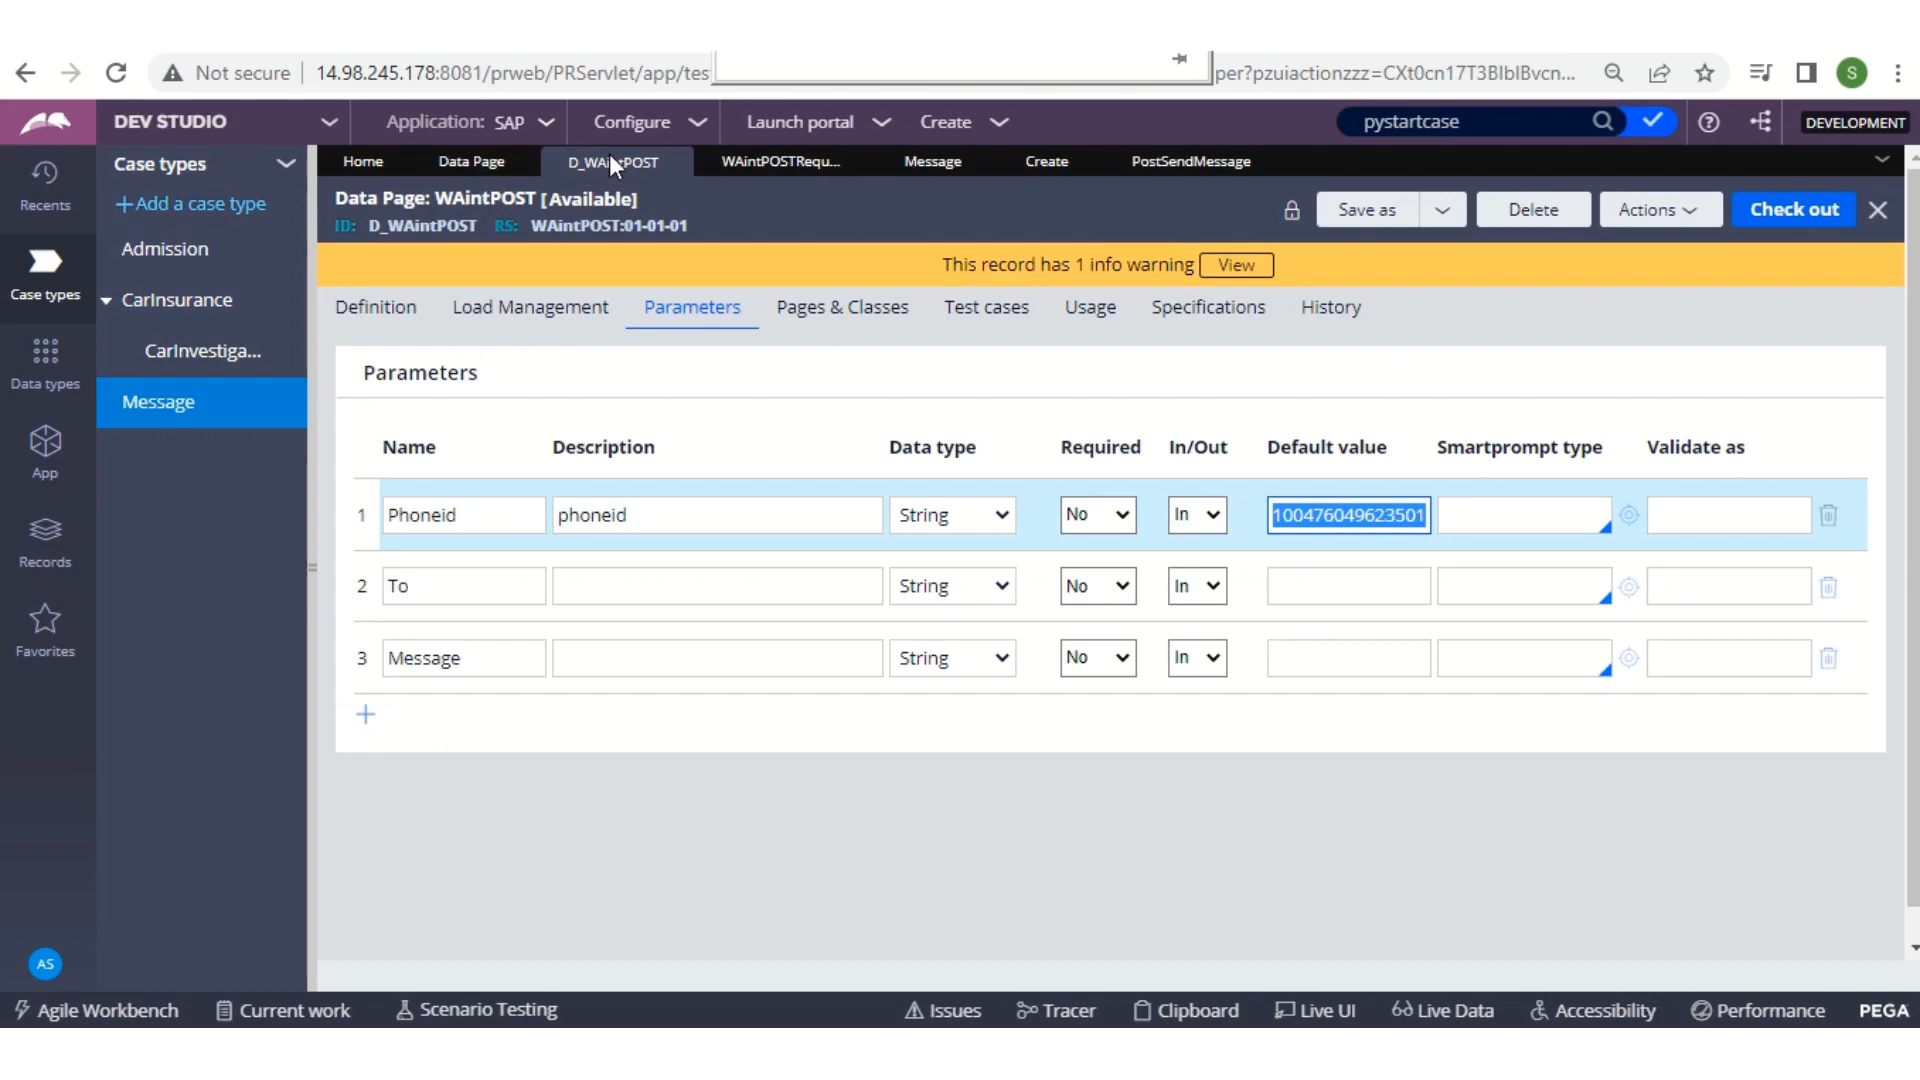 Not secure
14.98.245.178:8081/prweb/PRServlet/app/tes
per?pzuiactionzzz=CXt0cn17T3BIblBvcn...
S
DEV STUDIO
Application: SAP
Configure
Launch portal
Create
pystartcase
DEVELOPMENT
Recents
Case types
Data types
App
Records
Favorites
AS
Case types
+Add a case type
Admission
CarInsurance
CarInvestiga...
Message
Home
Data Page
D_WAintPOST
WAintPOSTRequ...
Message
Create
PostSendMessage
Data Page: WAintPOST [Available]
ID: D_WAintPOST RS: WAintPOST:01-01-01
Save as
Delete
Actions
Check out
This record has 1 info warning View
Definition
Load Management
Parameters
Pages & Classes
Test cases
Usage
Specifications
History
Parameters
Name Description Data type Required In/Out Default value Smartprompt type Validate as
1 Phoneid phoneid String No In 100476049623501
2 To String No In
3 Message String No In
Agile Workbench
Current work
Scenario Testing
Issues
Tracer
Clipboard
Live UI
Live Data
Accessibility
Performance
PEGA